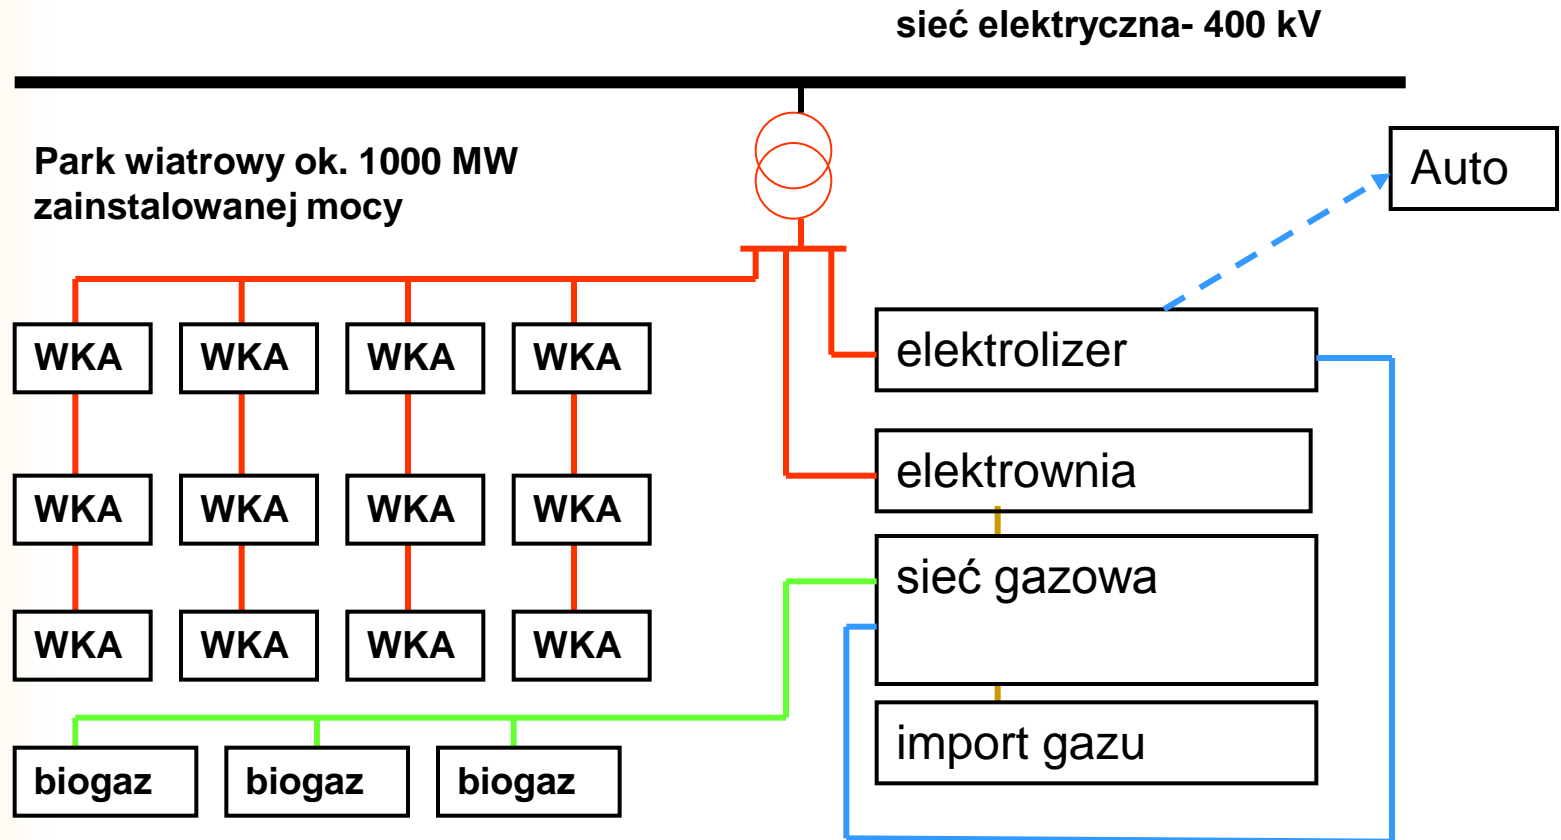 sieć elektryczna- 400 kV
Park wiatrowy ok. 1000 MW
zainstalowanej mocy
Auto
WKA WKA WKA WKA
elektrolizer
WKA WKA WKA WKA
elektrownia
WKA WKA WKA WKA
sieć gazowa
import gazu
biogaz biogaz biogaz